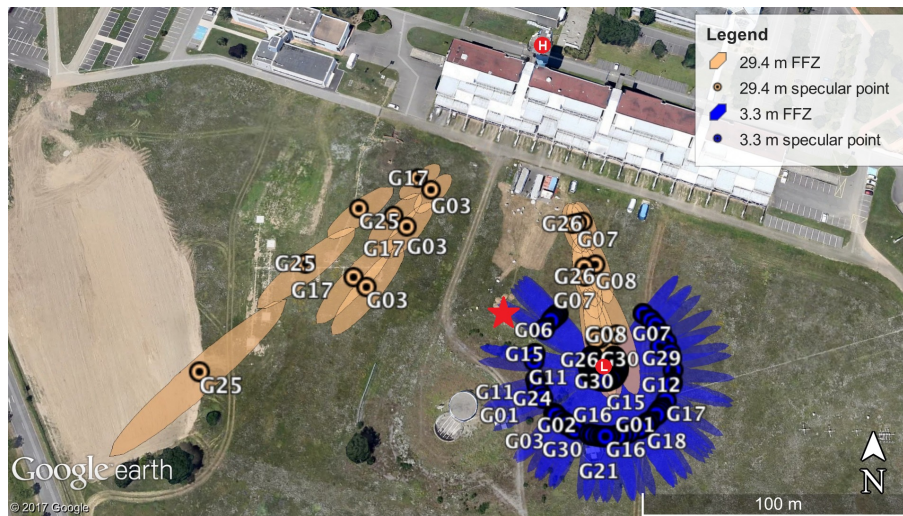 H
Legend
29.4 m FFZ
29.4 m specular point
3.3 m FFZ
3.3 m specular point
G17
G03
G25
G26
G17
G03
G07
G25
G26
G08
G17
G03
G07
G06
G08
G07
G15
G26
G30
G29
L
G25
G11
G30
G12
G11
G24
G15
G01
G16
G17
G02
G01
G03
G30
G16
G18
G21
Google earth
N
© 2017 Google
100 m